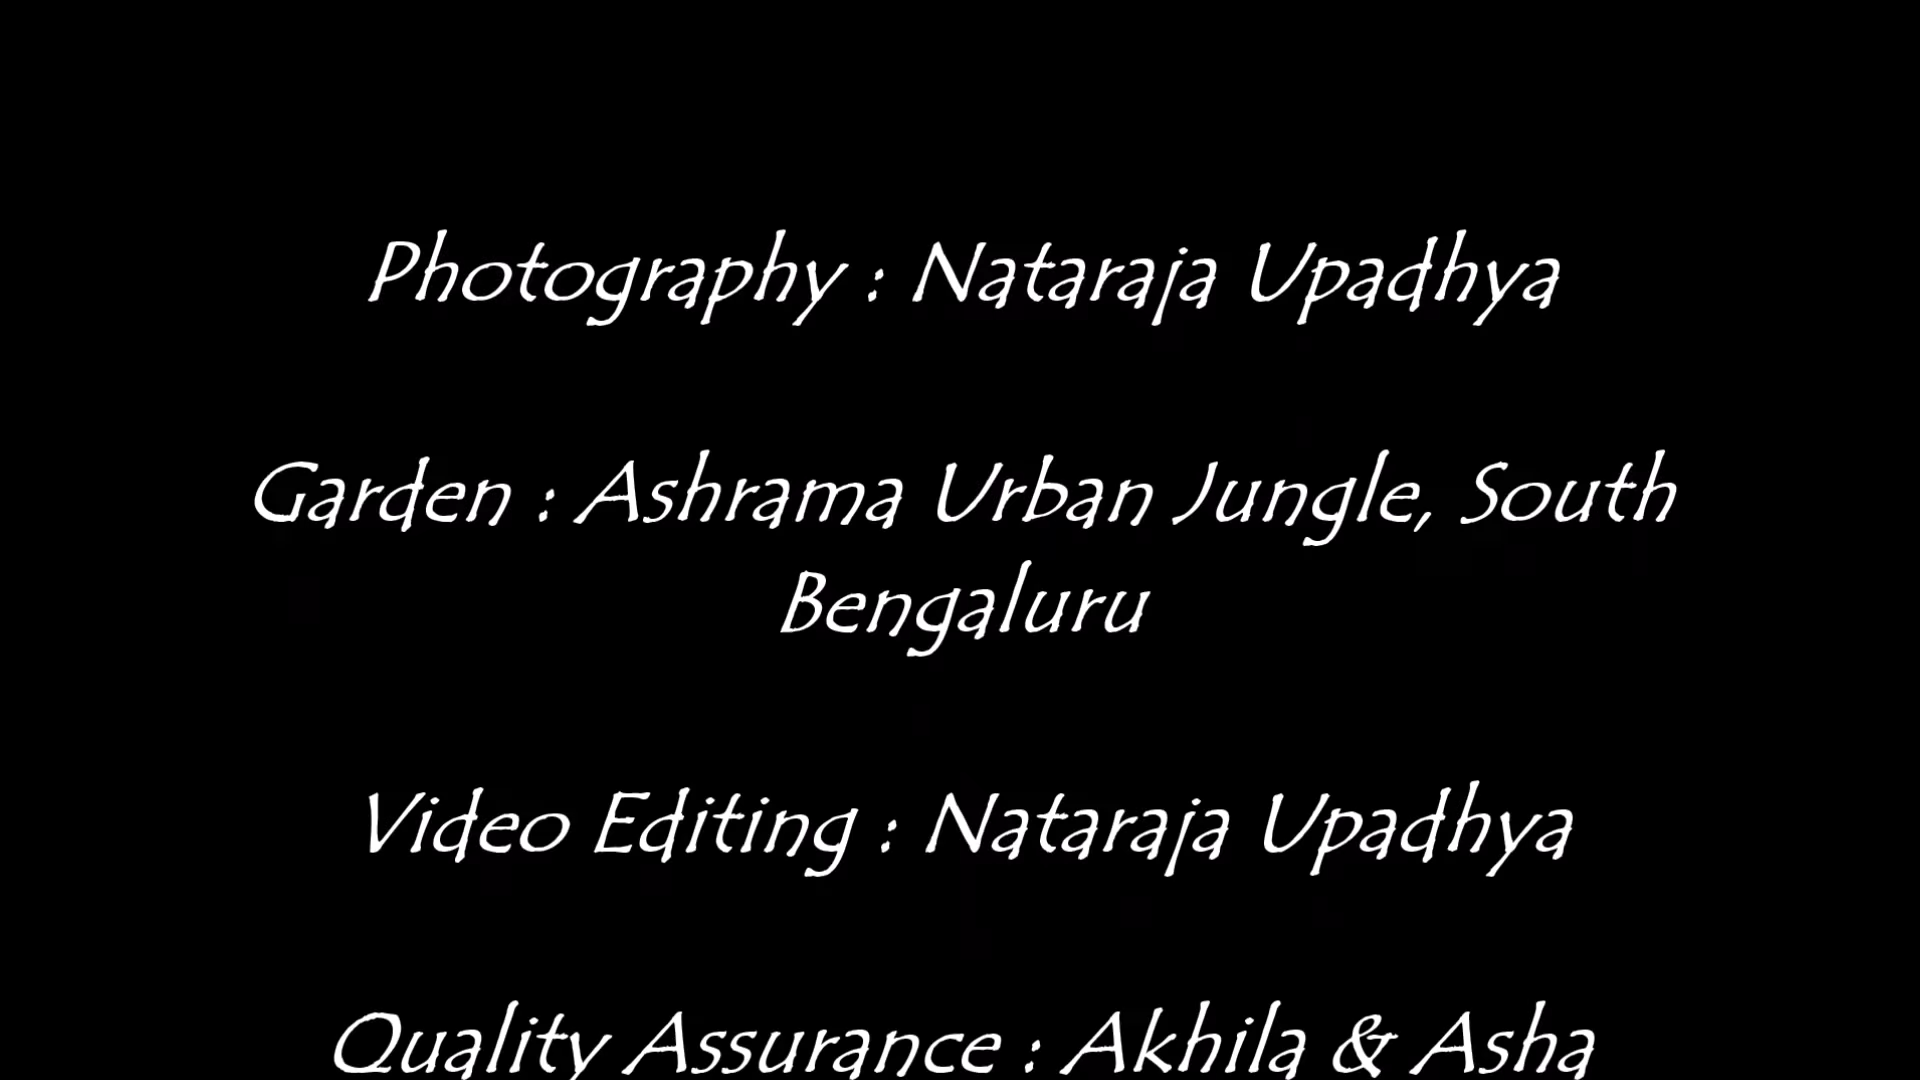 Photography : Nataraja Upadhya
Garden : Ashrama Urban Jungle, South
Bengaluru
Video Editing : Nataraja Upadhya
Quality Assurance : Akhila & Asha